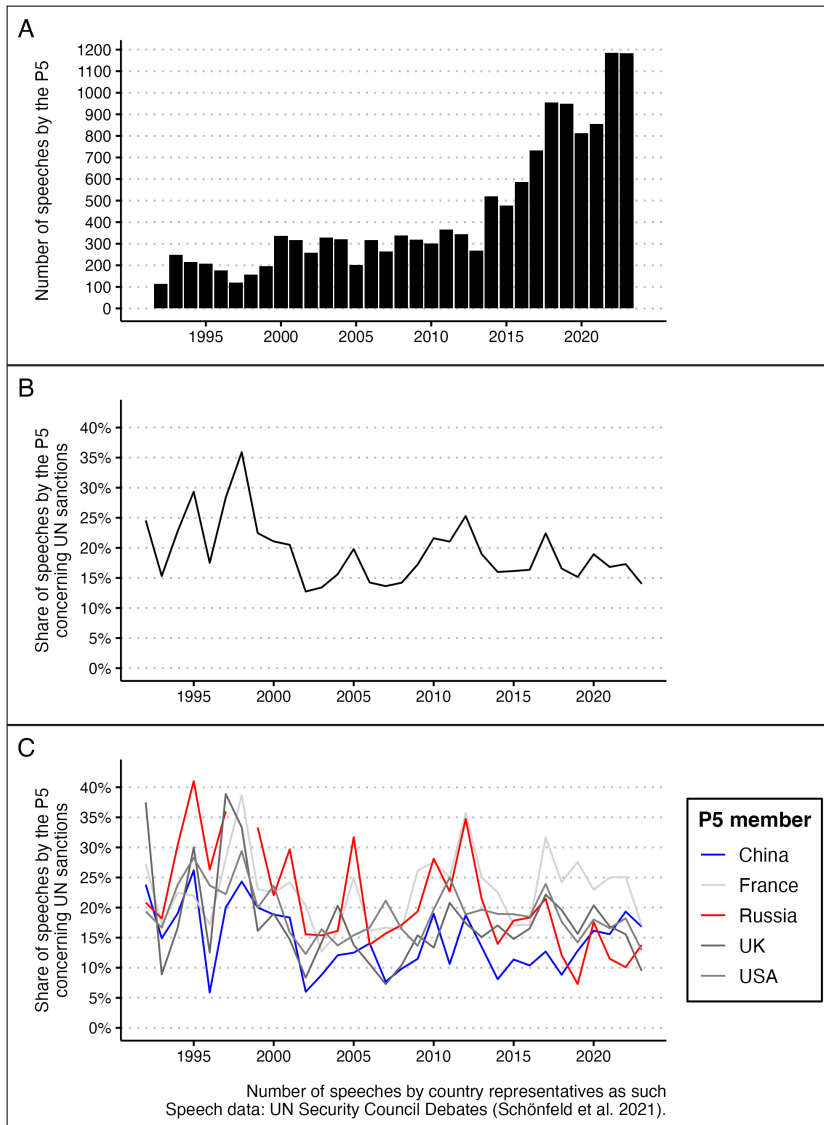 A
Number of speeches by the P5
1200
1100
1000
900
800
700
600
500
400
300
200
100
0
1995 2000 2005 2010 2015 2020
B
Share of speeches by the P5
concerning UN sanctions
40%
35%
30%
25%
20%
15%
10%
5%
0%
1995 2000 2005 2010 2015 2020
C
Share of speeches by the P5
concerning UN sanctions
40%
35%
30%
25%
20%
15%
10%
5%
0%
1995 2000 2005 2010 2015 2020
P5 member
China
France
Russia
UK
USA
Number of speeches by country representatives as such
Speech data: UN Security Council Debates (Schönfeld et al. 2021).